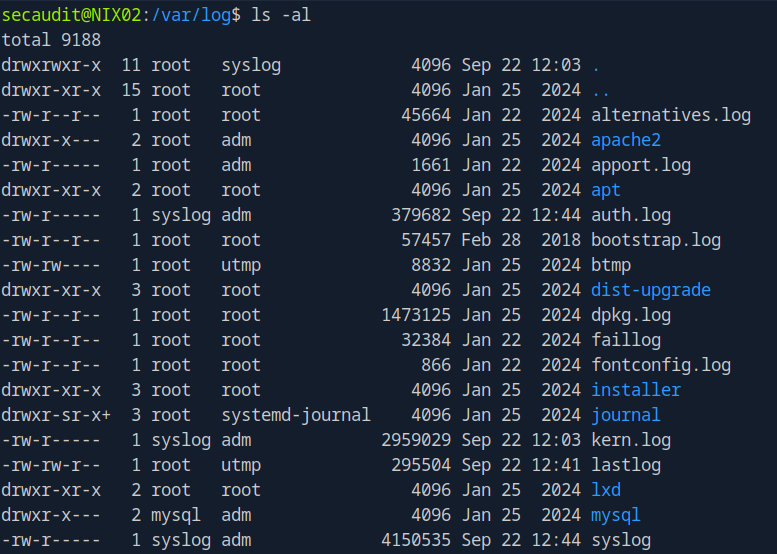 secaudit@NIX02:/var/log$ ls -al
total 9188
drwxrwxr-x  11 root   syslog             4096 Sep 22 12:03 .
drwxr-xr-x  15 root   root               4096 Jan 25  2024 ..
-rw-r--r--   1 root   root              45664 Jan 22  2024 alternatives.log
drwxr-x---   2 root   adm                4096 Jan 25  2024 apache2
-rw-r-----   1 root   adm                1661 Jan 22  2024 apport.log
drwxr-xr-x   2 root   root               4096 Jan 25  2024 apt
-rw-r-----   1 syslog adm              379682 Sep 22 12:44 auth.log
-rw-r--r--   1 root   root              57457 Feb 28  2018 bootstrap.log
-rw-rw----   1 root   utmp               8832 Jan 25  2024 btmp
drwxr-xr-x   3 root   root               4096 Jan 25  2024 dist-upgrade
-rw-r--r--   1 root   root            1473125 Jan 25  2024 dpkg.log
-rw-r--r--   1 root   root              32384 Jan 22  2024 faillog
-rw-r--r--   1 root   root                866 Jan 22  2024 fontconfig.log
drwxr-xr-x   3 root   root               4096 Jan 25  2024 installer
drwxr-sr-x+  3 root   systemd-journal    4096 Jan 25  2024 journal
-rw-r-----   1 syslog adm             2959029 Sep 22 12:03 kern.log
-rw-rw-r--   1 root   utmp             295504 Sep 22 12:41 lastlog
drwxr-xr-x   2 root   root               4096 Jan 25  2024 lxd
drwxr-x---   2 mysql  adm                4096 Jan 25  2024 mysql
-rw-r-----   1 syslog adm             4150535 Sep 22 12:44 syslog